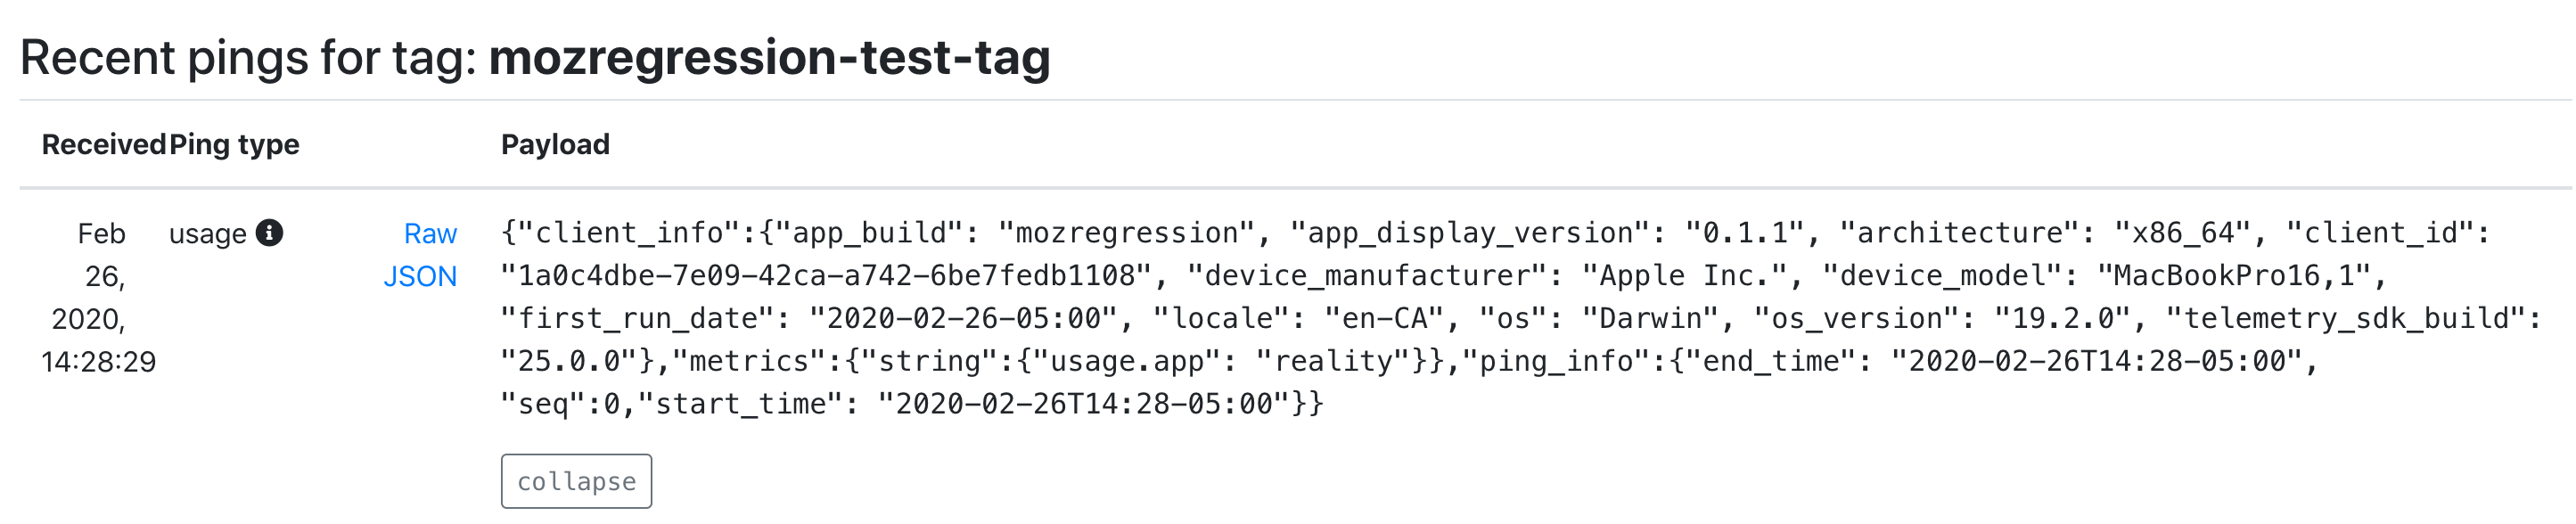 Recent pings for tag: mozregression-test-tag
Received Ping type Payload
Feb 26, 2020, 14:28:29
usage
Raw JSON
{"client_info":{"app_build": "mozregression", "app_display_version": "0.1.1", "architecture": "x86_64", "client_id":
"1a0c4dbe-7e09-42ca-a742-6be7fedb1108", "device_manufacturer": "Apple Inc.", "device_model": "MacBookPro16,1",
"first_run_date": "2020-02-26-05:00", "locale": "en-CA", "os": "Darwin", "os_version": "19.2.0", "telemetry_sdk_build":
"25.0.0"},"metrics":{"string":{"usage.app": "reality"}},"ping_info":{"end_time": "2020-02-26T14:28-05:00",
"seq":0,"start_time": "2020-02-26T14:28-05:00"}}
collapse